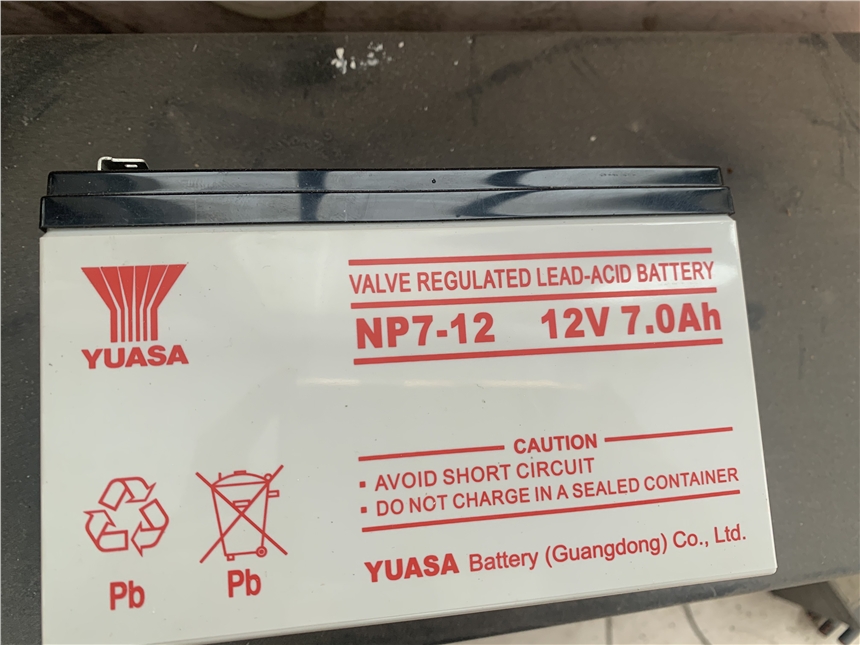 YUASA
VALVE REGULATED LEAD-ACID BATTERY
NP7-12 12V 7.0Ah
CAUTION
· AVOID SHORT CIRCUIT
· DO NOT CHARGE IN A SEALED CONTAINER
YUASA Battery (Guangdong) Co., Ltd.
Pb
Pb